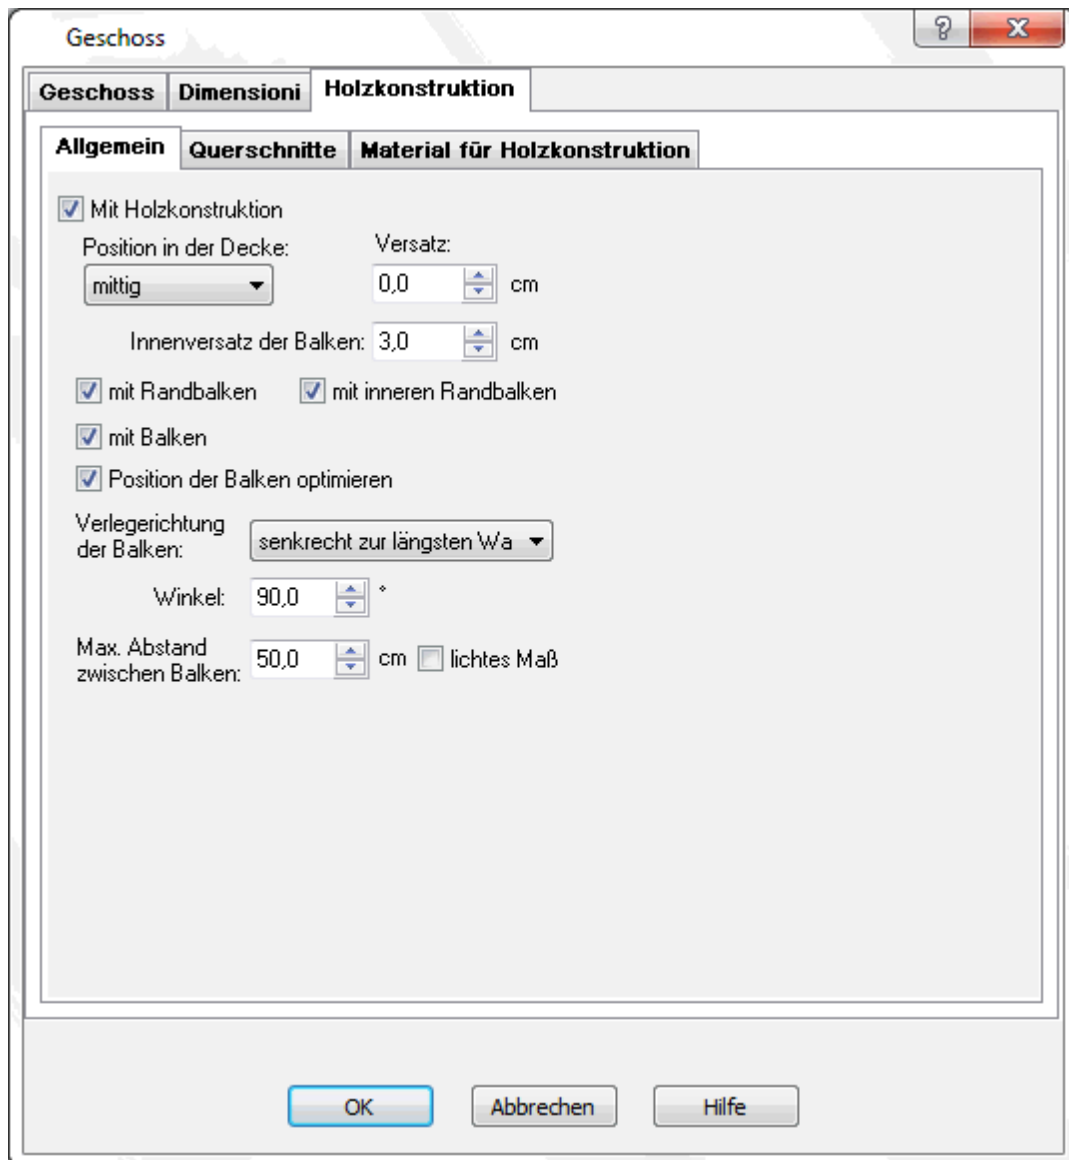 Geschoss
Geschoss Dimensioni Holzkonstruktion
Allgemein Querschnitte Material für Holzkonstruktion
Mit Holzkonstruktion
Position in der Decke: Versatz:
mittig 0,0 cm
Innenversatz der Balken: 3,0 cm
mit Randbalken mit inneren Randbalken
mit Balken
Position der Balken optimieren
Verlegerichtung
der Balken: senkrecht zur längsten Wa
Winkel: 90,0 °
Max. Abstand
zwischen Balken: 50,0 cm lichtes Maß
OK Abbrechen Hilfe